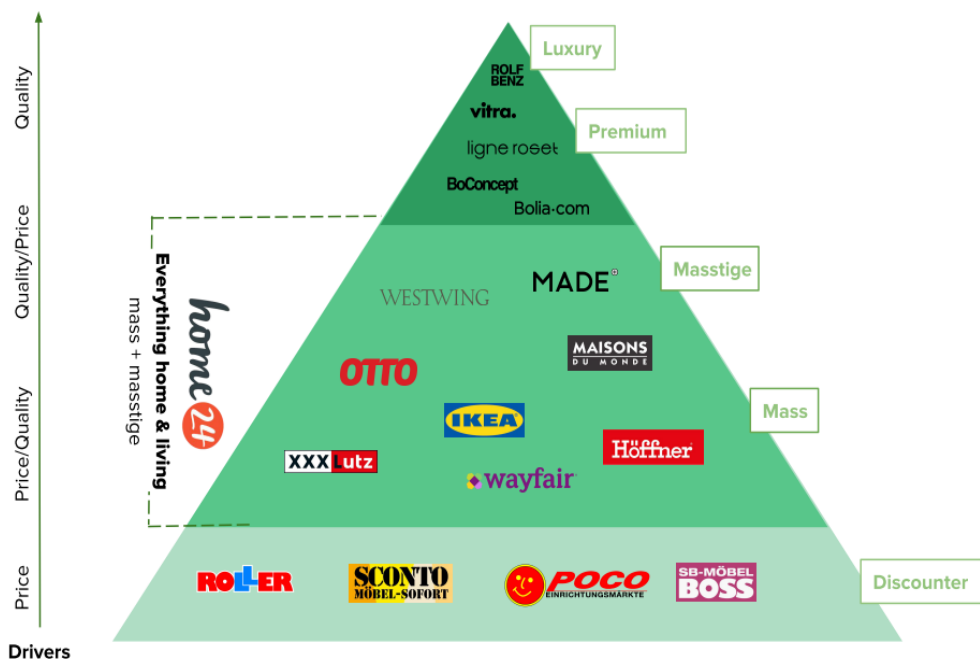 Luxury
ROLF
BENZ
vitra.
Premium
ligne roset
BoConcept
Bolia.com
Masstige
MADE
WESTWING
MAISONS
DU MONDE
OTTO
IKEA
Mass
Höffner
XXXLutz
wayfair
ROLLER
SCONTO
MÖBEL-SOFORT
POCO
EINRICHTUNGSMÄRKTE
SB-MÖBEL
BOSS
Discounter
home24
Everything home & living
mass + masstige
Quality
Quality/Price
Price/Quality
Price
Drivers